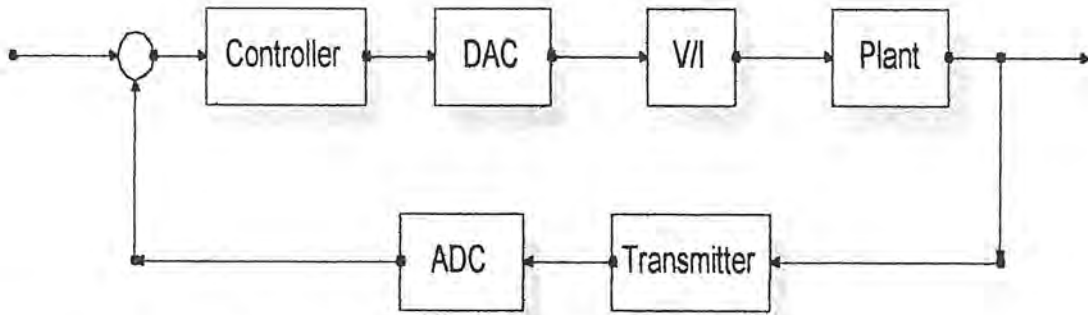 Controller
DAC
V/I
Plant
ADC
Transmitter